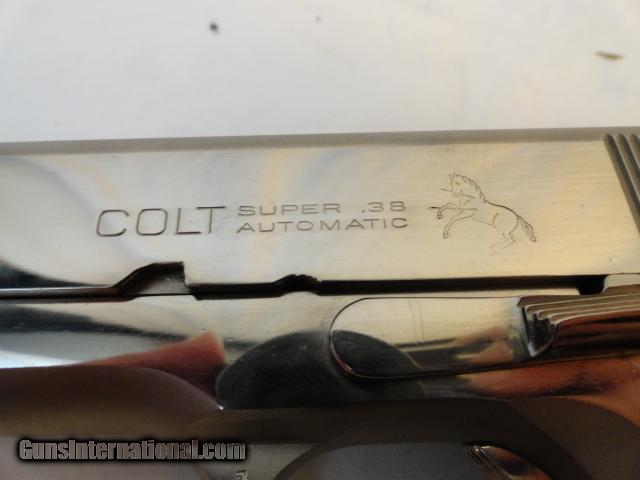 COLT SUPER .38
AUTOMATIC
GunsInternational.com